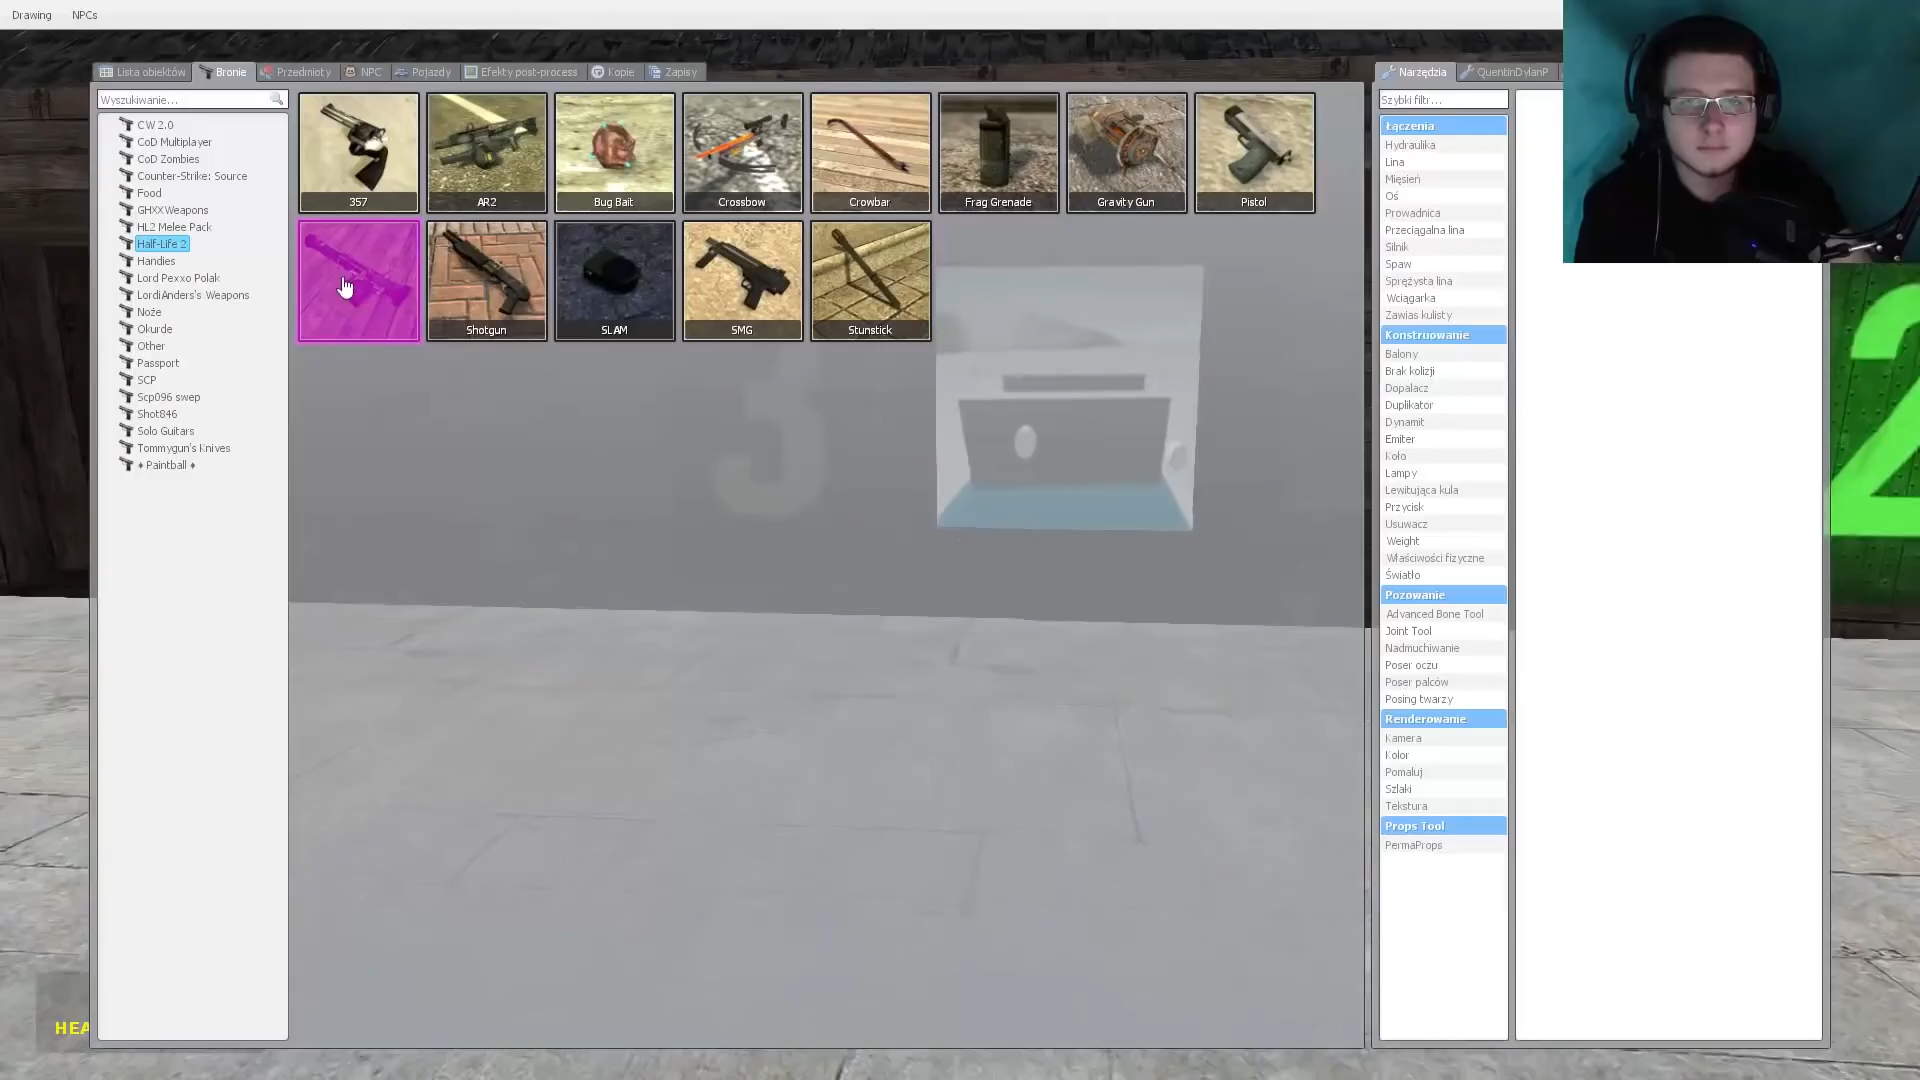 Drawing NPCs
Lista obiektów Bronie Przedmioty NPC Pojazdy Efekty post-process Kopie Zapisy
Narzędzia QuentinDylanP
Wyszukiwanie...
CW 2.0
CoD Multiplayer
CoD Zombies
Counter-Strike: Source
Food
GHXXWeapons
HL2 Melee Pack
Half-Life 2
Handies
Lord Pexxo Polak
LordiAnders's Weapons
Noże
Okurde
Other
Passport
SCP
Scp096 swep
Shot846
Solo Guitars
Tommygun's Knives
♦ Paintball ♦
357 AR2 Bug Bait Crossbow Crowbar Frag Grenade Gravity Gun Pistol
Shotgun SLAM SMG Stunstick
3
Szybki filtr...
Łączenia
Hydraulika
Lina
Mięsień
Oś
Prowadnica
Przeciągalna lina
Silnik
Spaw
Sprężysta lina
Wciągarka
Zawias kulisty
Konstruowanie
Balony
Brak kolizji
Dopalacz
Duplikator
Dynamit
Emiter
Koło
Lampy
Lewitująca kula
Przycisk
Usuwacz
Weight
Właściwości fizyczne
Światło
Pozowanie
Advanced Bone Tool
Joint Tool
Nadmuchiwanie
Poser oczu
Poser palców
Posing twarzy
Renderowanie
Kamera
Kolor
Pomaluj
Szlaki
Tekstura
Props Tool
PermaProps
2
HEA